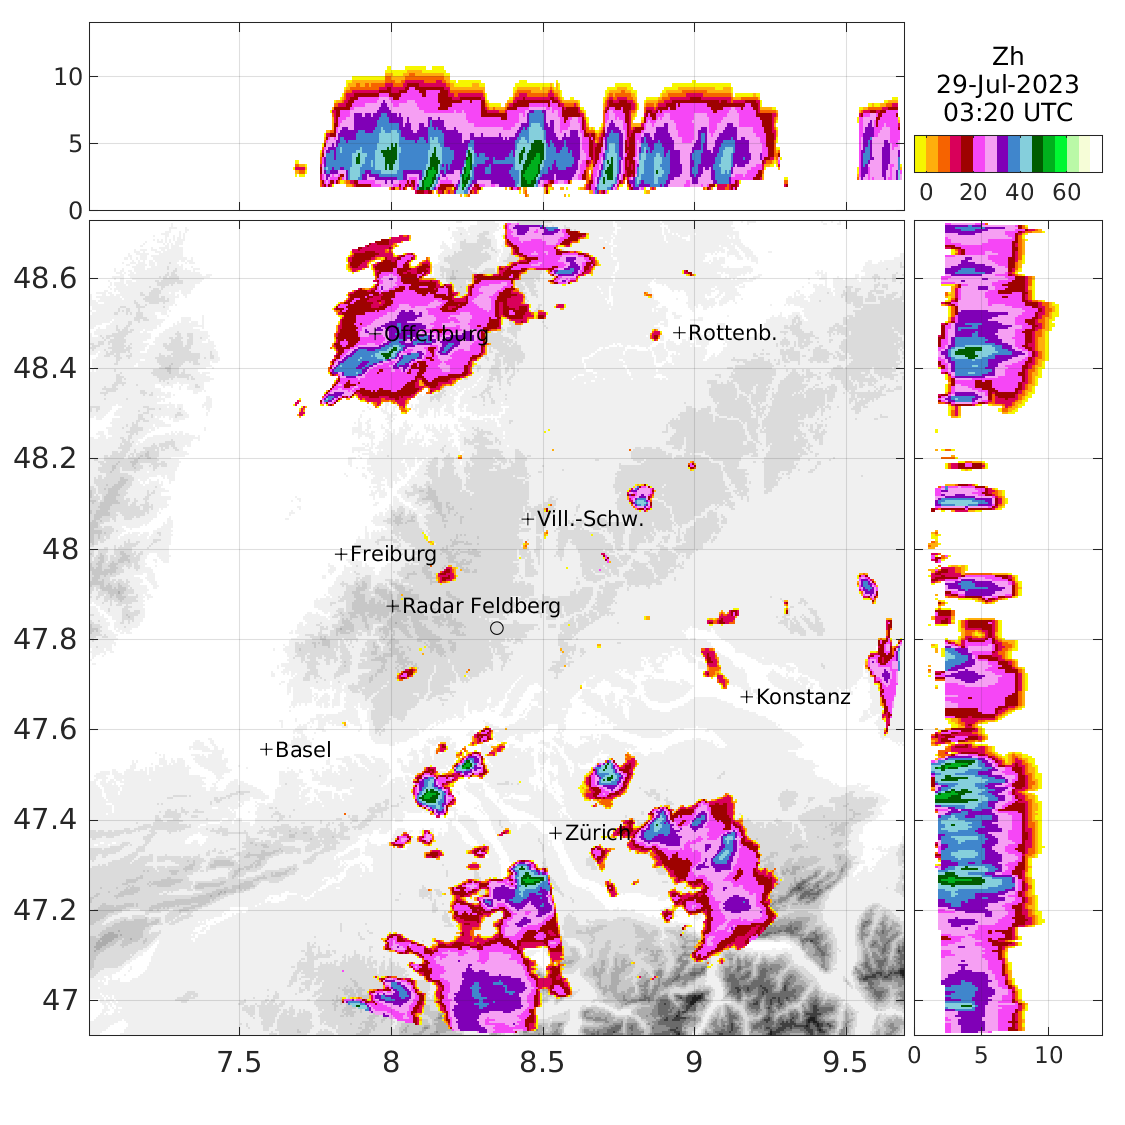 Zh
29-Jul-2023
03:20 UTC
0 20 40 60
10
5
0
48.6
48.4
48.2
48
47.8
47.6
47.4
47.2
47
Offenburg
Rottenb.
Vill.-Schw.
Freiburg
Radar Feldberg
Konstanz
Basel
Zürich
7.5 8 8.5 9 9.5
0 5 10